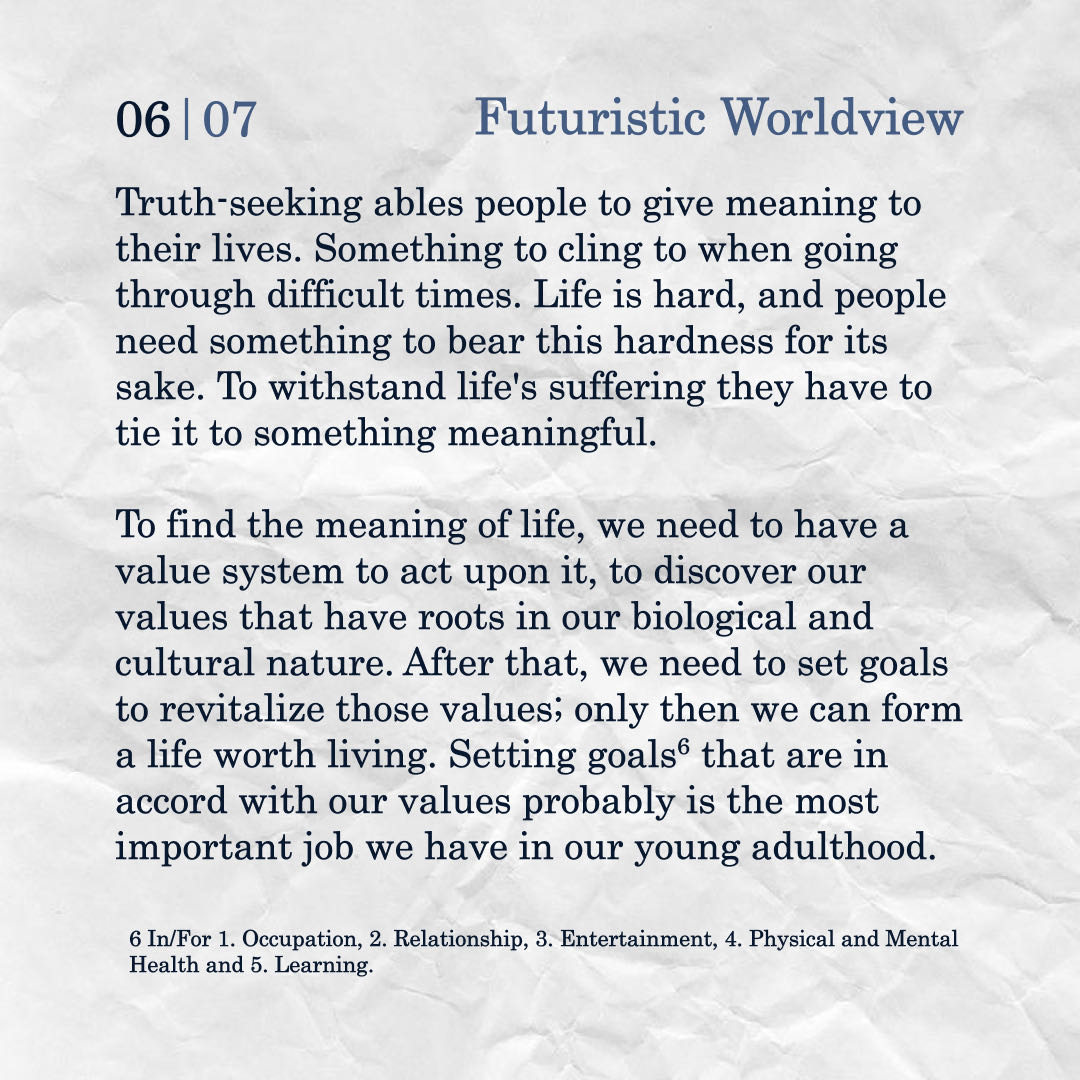 06|07 Futuristic Worldview
Truth-seeking ables people to give meaning to
their lives. Something to cling to when going
through difficult times. Life is hard, and people
need something to bear this hardness for its
sake. To withstand life's suffering they have to
tie it to something meaningful.
To find the meaning of life, we need to have a
value system to act upon it, to discover our
values that have roots in our biological and
cultural nature. After that, we need to set goals
to revitalize those values; only then we can form
a life worth living. Setting goals⁶ that are in
accord with our values probably is the most
important job we have in our young adulthood.
6 In/For 1. Occupation, 2. Relationship, 3. Entertainment, 4. Physical and Mental
Health and 5. Learning.